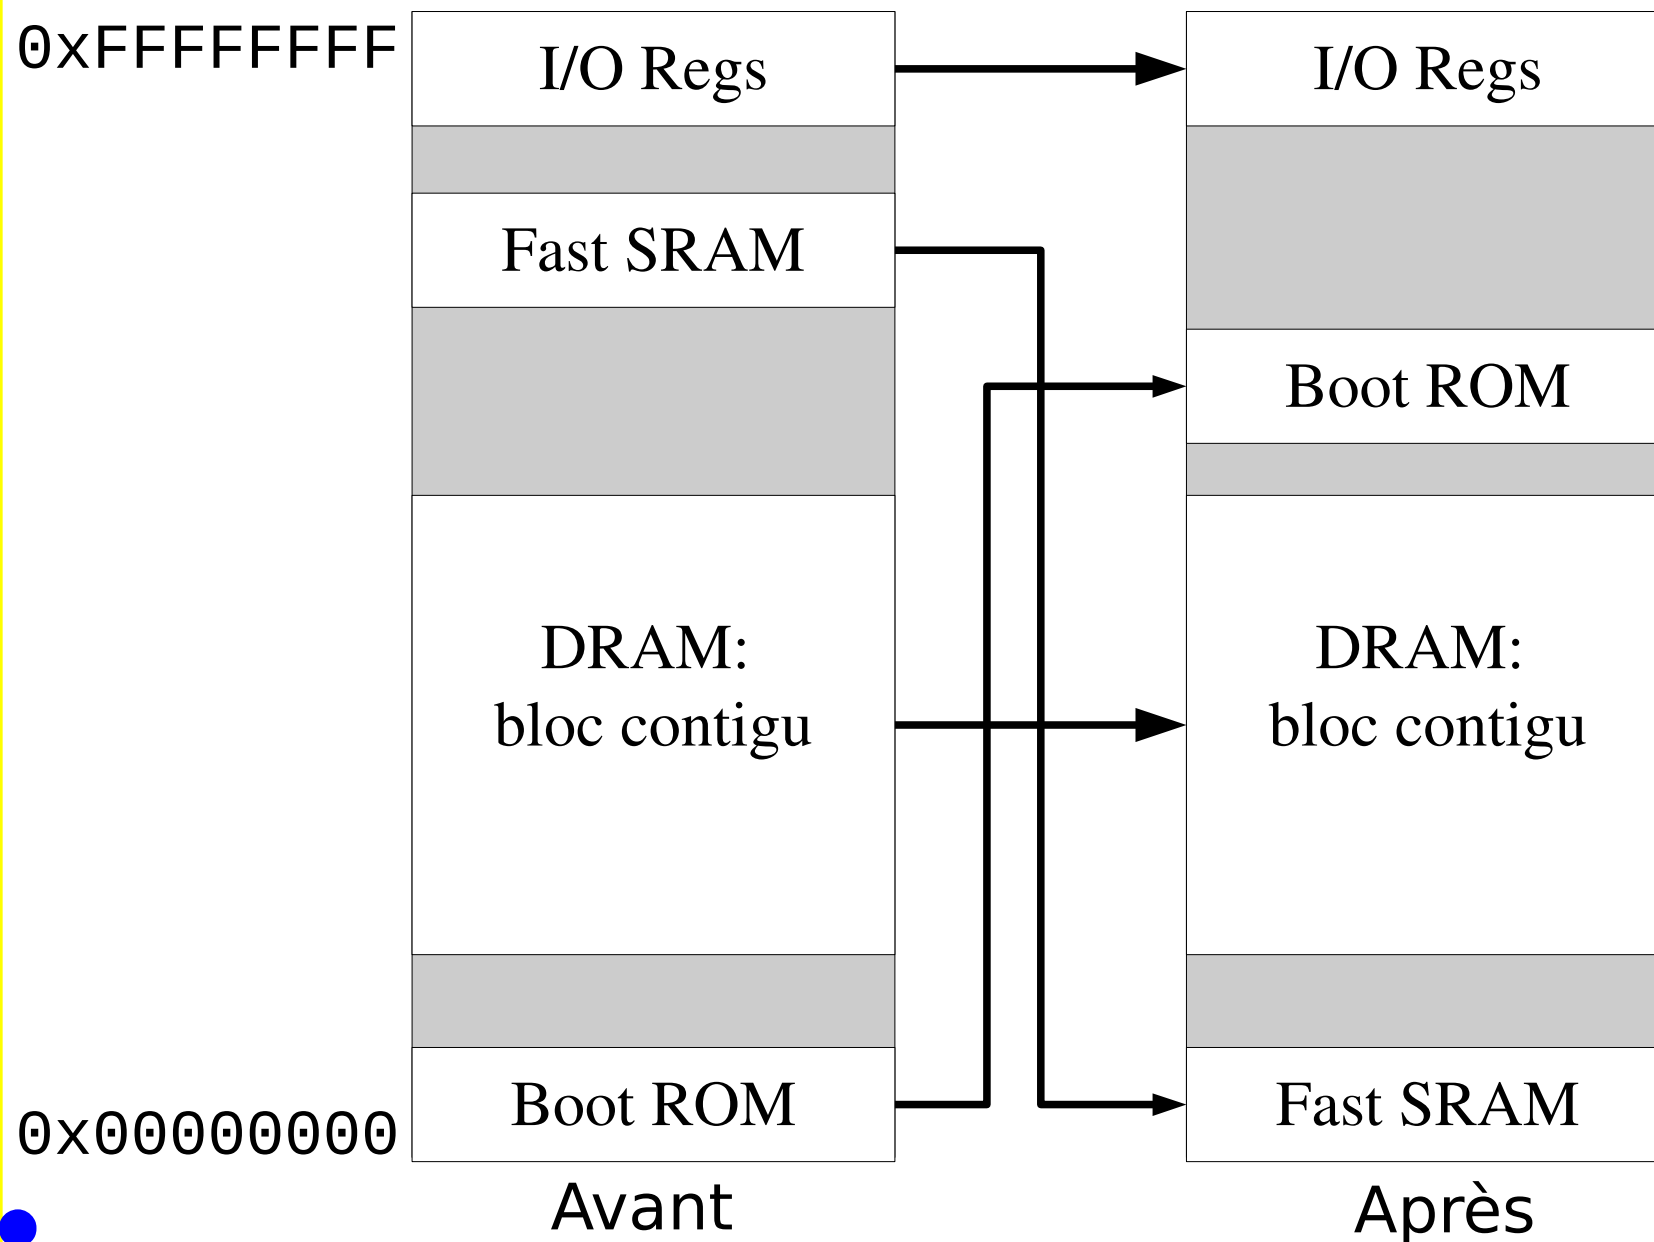 0xFFFFFFFF
I/O Regs
I/O Regs
Fast SRAM
Boot ROM
DRAM:
bloc contigu
DRAM:
bloc contigu
0x00000000
Boot ROM
Fast SRAM
Avant
Après